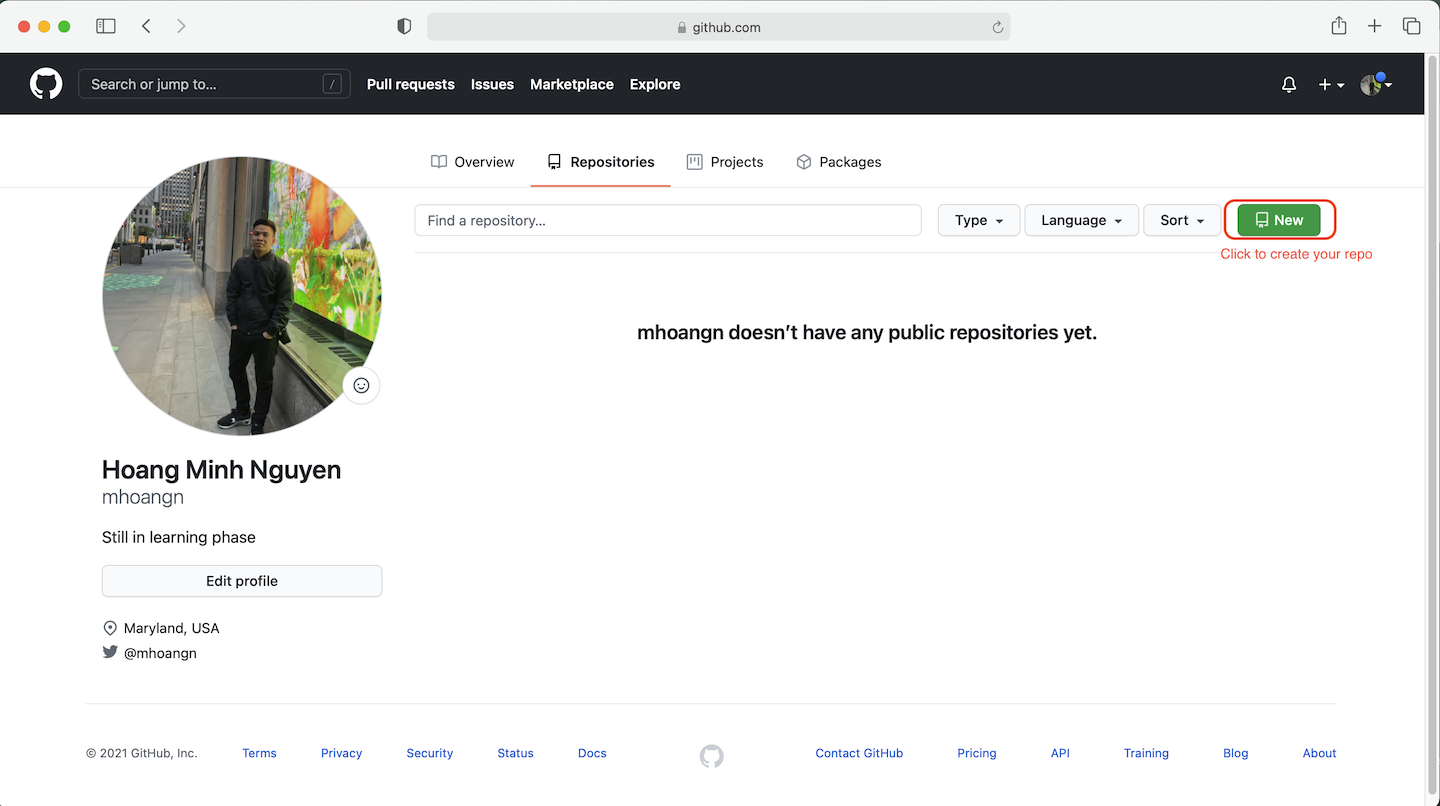 github.com
Search or jump to... /
Pull requests Issues Marketplace Explore
Overview Repositories Projects Packages
Find a repository...
Type Language Sort New
Click to create your repo
mhoangn doesn’t have any public repositories yet.
Hoang Minh Nguyen
mhoangn
Still in learning phase
Edit profile
Maryland, USA
@mhoangn
© 2021 GitHub, Inc. Terms Privacy Security Status Docs Contact GitHub Pricing API Training Blog About